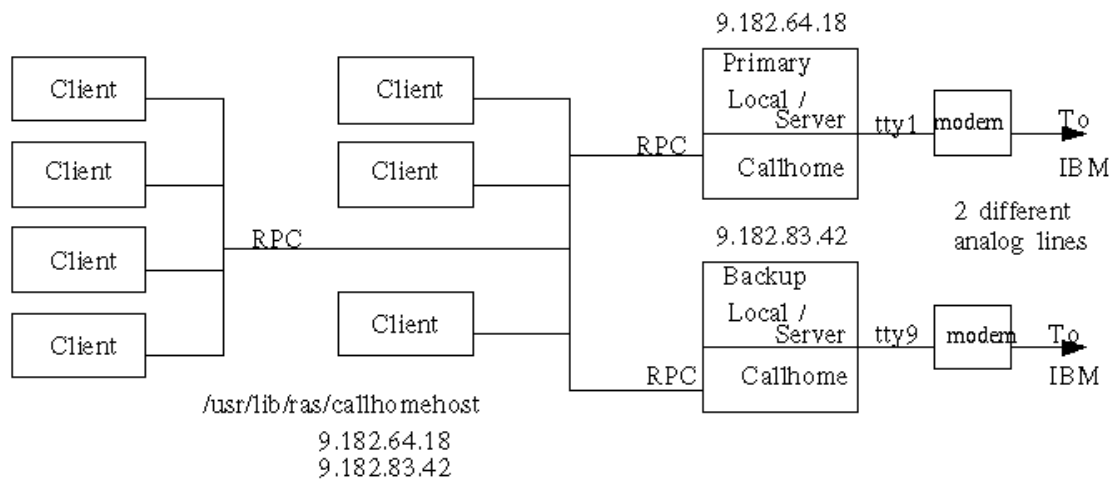 9.182.64.18
Client
Client
Primary
Local /
Server
tty1
modem
To
Client
Client
RPC
Callhome
IBM
2 different
analog lines
RPC
9.182.83.42
Client
Backup
Client
Local /
Server
tty9
modem
To
Client
RPC
Callhome
IBM
/usr/lib/ras/callhomehost
9.182.64.18
9.182.83.42